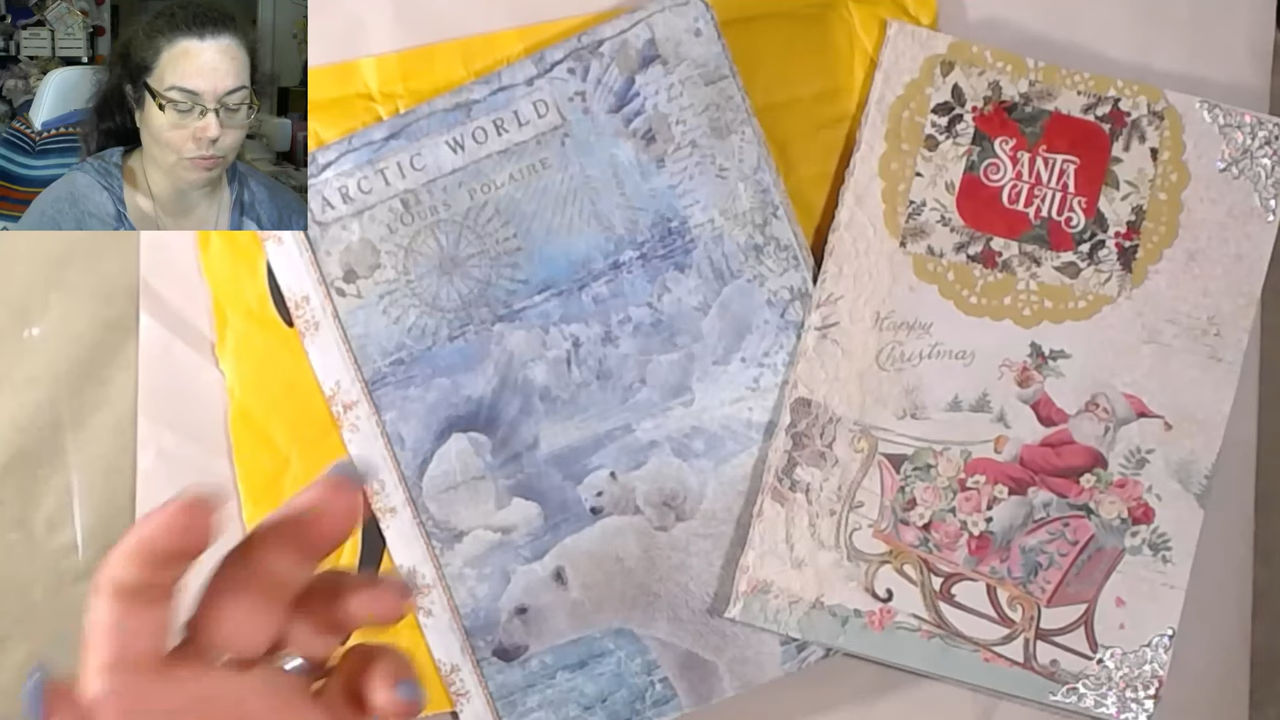 ARCTIC WORLD
OURS POLAIRE
SANTA
CLAUS
Happy
Christmas